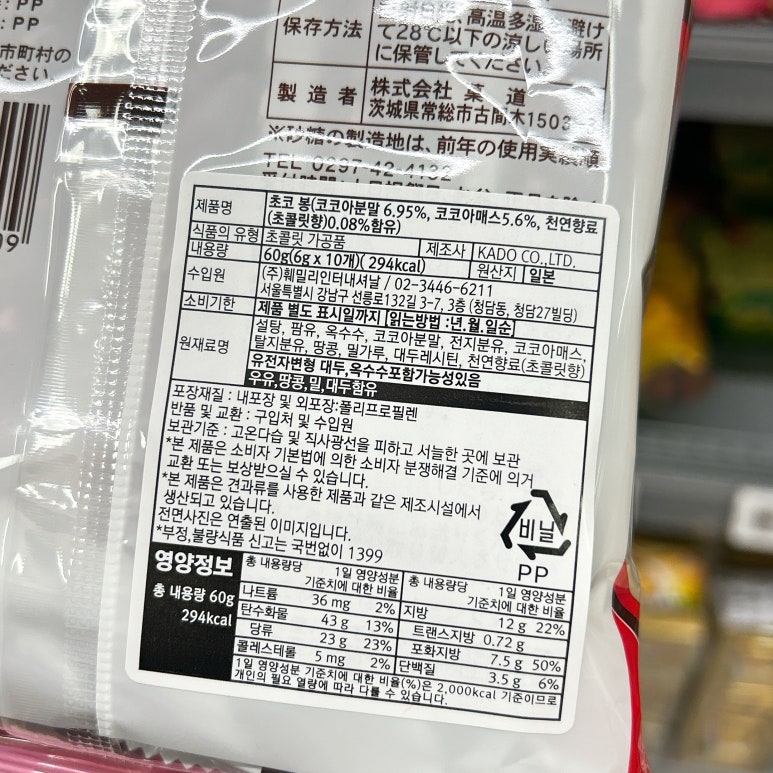 : PP
: PP
市町村の
ださい。
09
保存方法
高温多湿
避け
て28℃以下の涼しい場所
に保管してください
製造者
株式会社 菓道
茨城県常総市古間木150
※砂糖の製造地は、前年の使用実績順
TEL 0297-42-4132
제품명
초코 봉(코코아분말 6.95%, 코코아매스5.6%, 천연향료
(초콜릿향)0.08%함유)
식품의 유형 초콜릿 가공품 제조사 KADO CO.,LTD.
내용량 60g(6g x 10개)( 294kcal) 원산지 일본
수입원 (주)훼밀리인터내셔날 / 02-3446-6211
서울특별시 강남구 선릉로132길 3-7, 3층 (청담동, 청담27빌딩)
소비기한 제품 별도 표시일까지 [읽는방법 :년,월,일순]
원재료명 설탕, 팜유, 옥수수, 코코아분말, 전지분유, 코코아매스,
탈지분유, 땅콩, 밀가루, 대두레시틴, 천연향료(초콜릿향)
유전자변형 대두,옥수수포함가능성있음
우유,땅콩,밀,대두함유
포장재질 : 내포장 및 외포장:폴리프로필렌
반품 및 교환 : 구입처 및 수입원
보관기준 : 고온다습 및 직사광선을 피하고 서늘한 곳에 보관
*본 제품은 소비자 기본법에 의한 소비자 분쟁해결 기준에 의거
교환 또는 보상받으실 수 있습니다.
*본 제품은 견과류를 사용한 제품과 같은 제조시설에서
생산되고 있습니다.
전면사진은 연출된 이미지입니다.
*부정,불량식품 신고는 국번없이 1399
비닐
PP
영양정보
총 내용량 60g
294kcal
총 내용량당 1일 영양성분
기준치에 대한 비율
나트륨 36 mg 2%
탄수화물 43 g 13%
당류 23 g 23%
콜레스테롤 5 mg 2%
총 내용량당 1일 영양성분
기준치에 대한 비율
지방 12 g 22%
트랜스지방 0.72 g
포화지방 7.5 g 50%
단백질 3.5 g 6%
1일 영양성분 기준치에 대한 비율(%)은 2,000kcal 기준이므로
개인의 필요 열량에 따라 다를 수 있습니다.